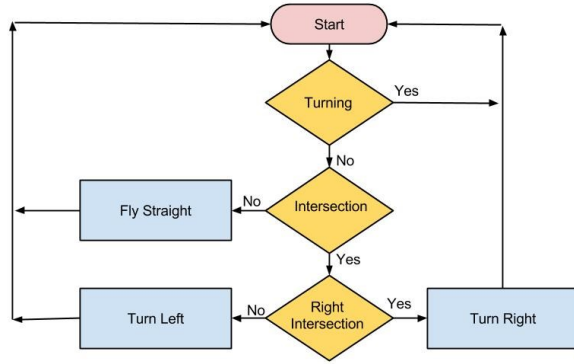 Start
Turning
Yes
No
Intersection
No
Fly Straight
Yes
Right
Intersection
No
Turn Left
Yes
Turn Right